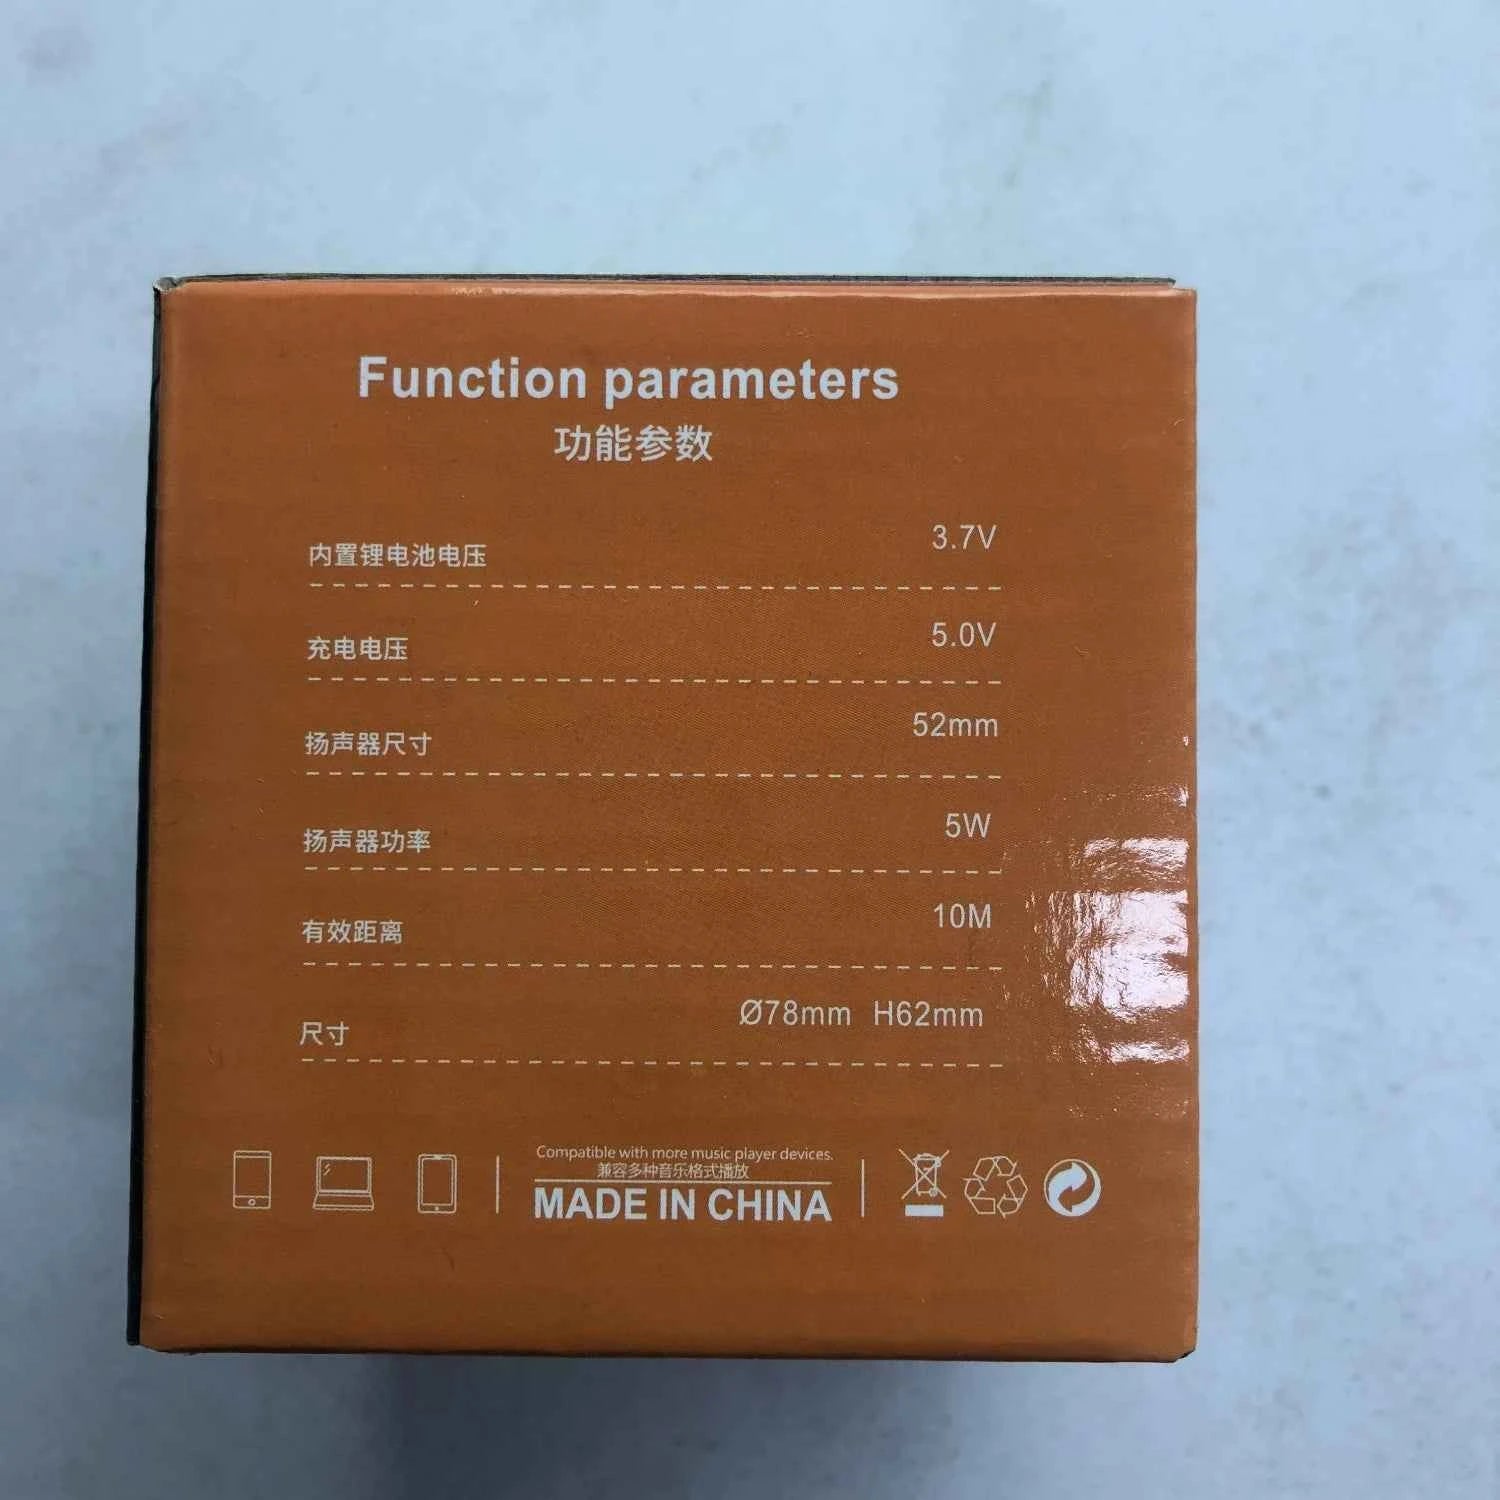 Function parameters
功能参数
内置锂电池电压 3.7V
充电电压 5.0V
扬声器尺寸 52mm
扬声器功率 5W
有效距离 10M
尺寸 Ø78mm H62mm
Compatible with more music player devices.
兼容多种音乐格式播放
MADE IN CHINA